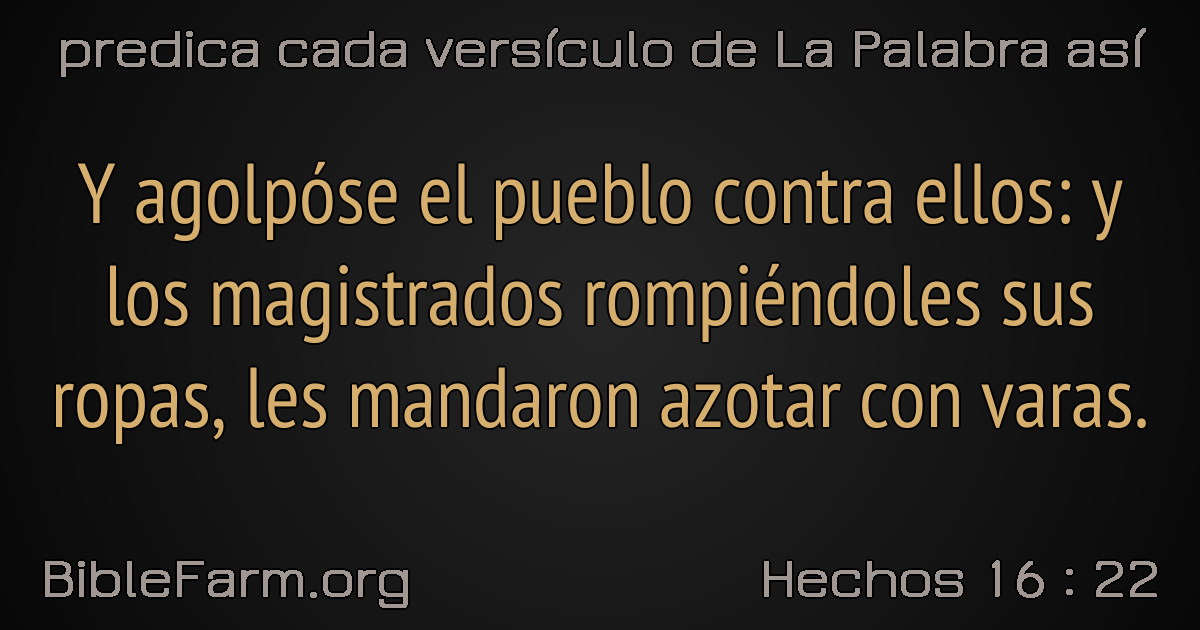 predica cada versículo de La Palabra así
Y agolpóse el pueblo contra ellos: y
los magistrados rompiéndoles sus
ropas, les mandaron azotar con varas.
BibleFarm.org
Hechos 16 : 22